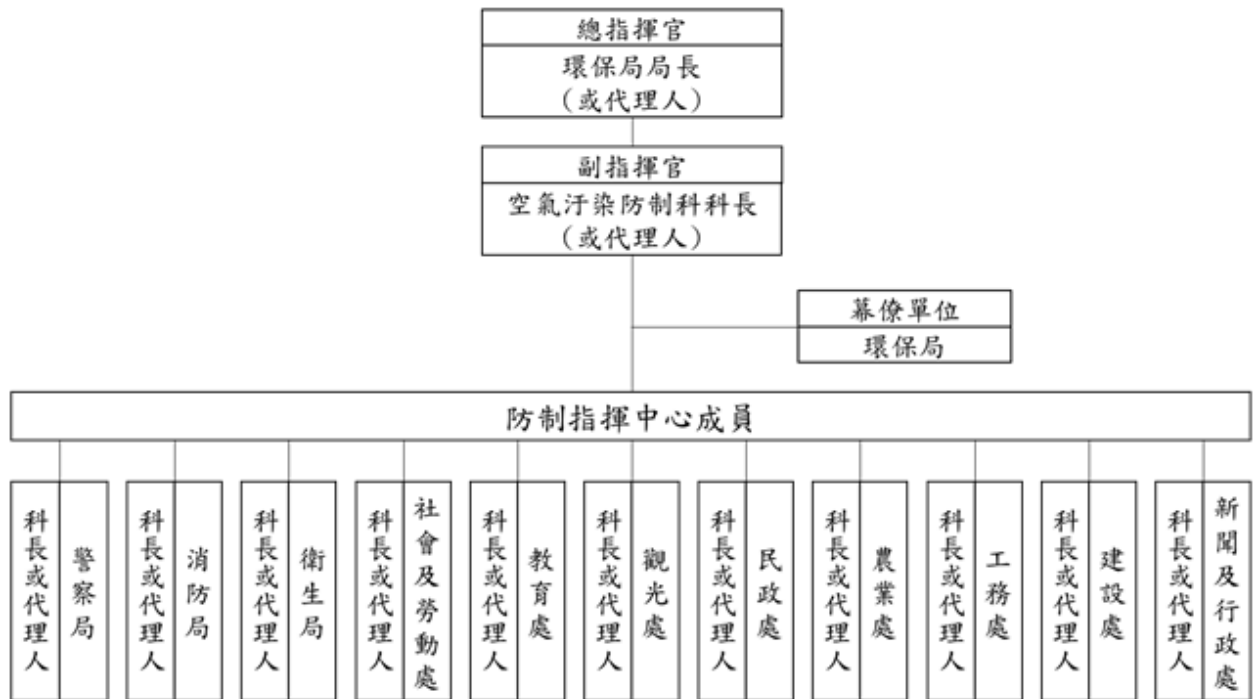 總指揮官
環保局局長
（或代理人）
副指揮官
空氣汙染防制科科長
（或代理人）
幕僚單位
環保局
防制指揮中心成員
警察局
科長或代理人
消防局
科長或代理人
衛生局
科長或代理人
社會及勞動處
科長或代理人
教育處
科長或代理人
觀光處
科長或代理人
民政處
科長或代理人
農業處
科長或代理人
工務處
科長或代理人
建設處
科長或代理人
新聞及行政處
科長或代理人